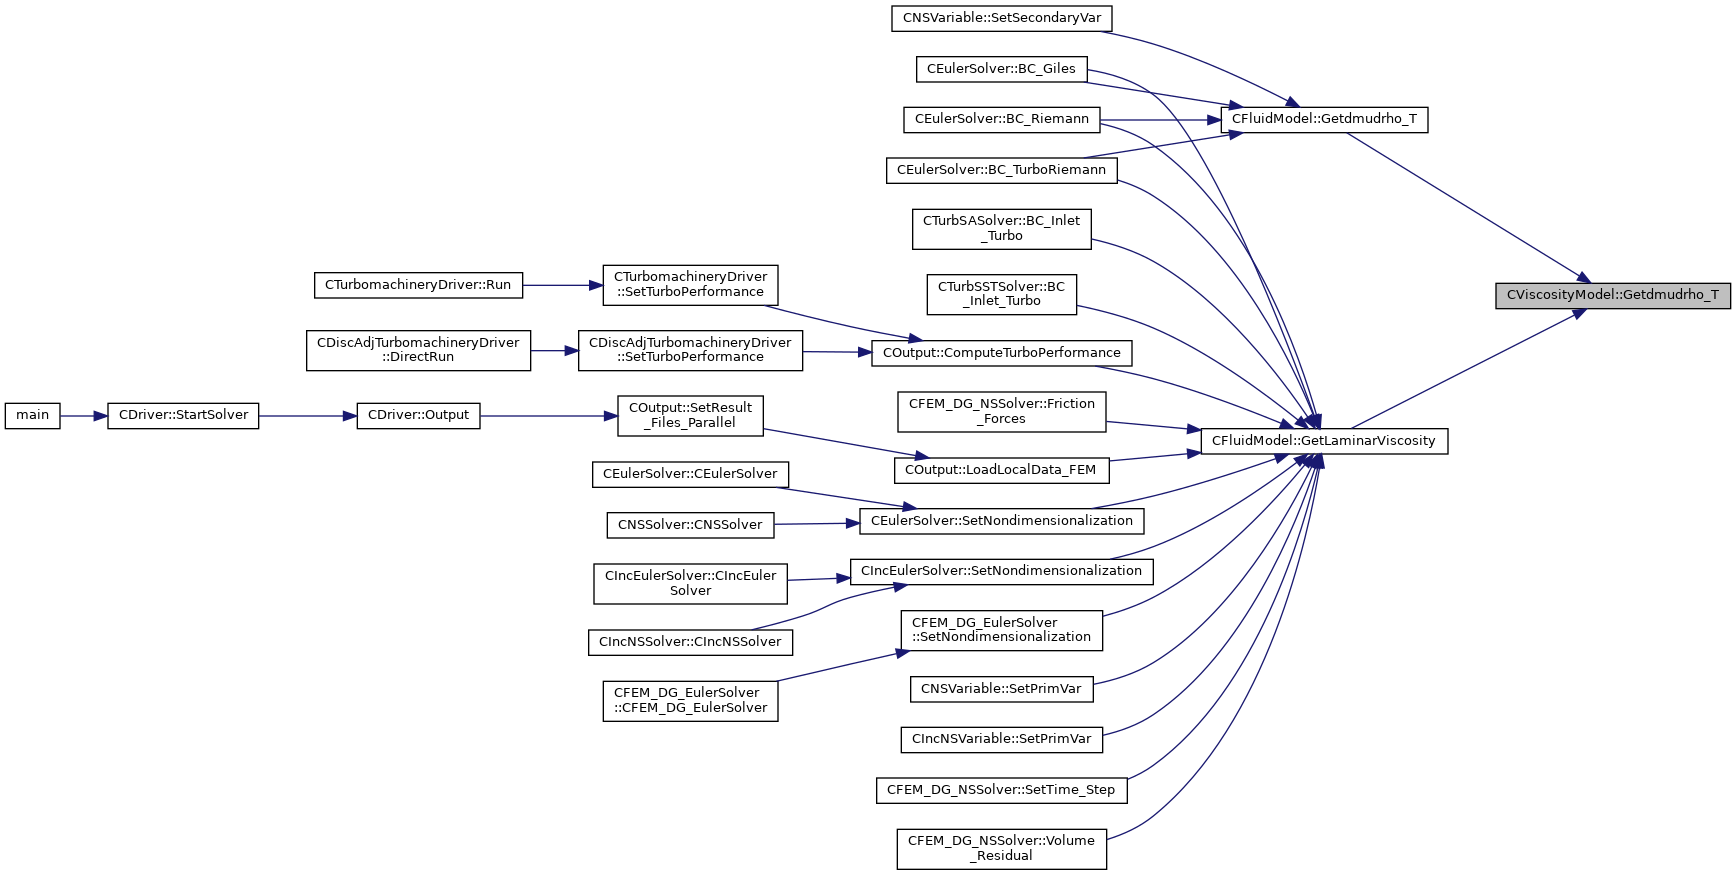 CNSVariable::SetSecondaryVar
CEulerSolver::BC_Giles
CEulerSolver::BC_Riemann
CFluidModel::Getdmudrho_T
CEulerSolver::BC_TurboRiemann
CTurbSASolver::BC_Inlet
_Turbo
CTurbomachineryDriver::Run
CTurbomachineryDriver
::SetTurboPerformance
CTurbSSTSolver::BC
_Inlet_Turbo
CViscosityModel::Getdmudrho_T
CDiscAdjTurbomachineryDriver
::DirectRun
CDiscAdjTurbomachineryDriver
::SetTurboPerformance
COutput::ComputeTurboPerformance
main
CDriver::StartSolver
CDriver::Output
COutput::SetResult
_Files_Parallel
CFEM_DG_NSSolver::Friction
_Forces
CFluidModel::GetLaminarViscosity
COutput::LoadLocalData_FEM
CEulerSolver::CEulerSolver
CNSSolver::CNSSolver
CEulerSolver::SetNondimensionalization
CIncEulerSolver::CIncEuler
Solver
CIncEulerSolver::SetNondimensionalization
CIncNSSolver::CIncNSSolver
CFEM_DG_EulerSolver
::SetNondimensionalization
CFEM_DG_EulerSolver
::CFEM_DG_EulerSolver
CNSVariable::SetPrimVar
CIncNSVariable::SetPrimVar
CFEM_DG_NSSolver::SetTime_Step
CFEM_DG_NSSolver::Volume
_Residual